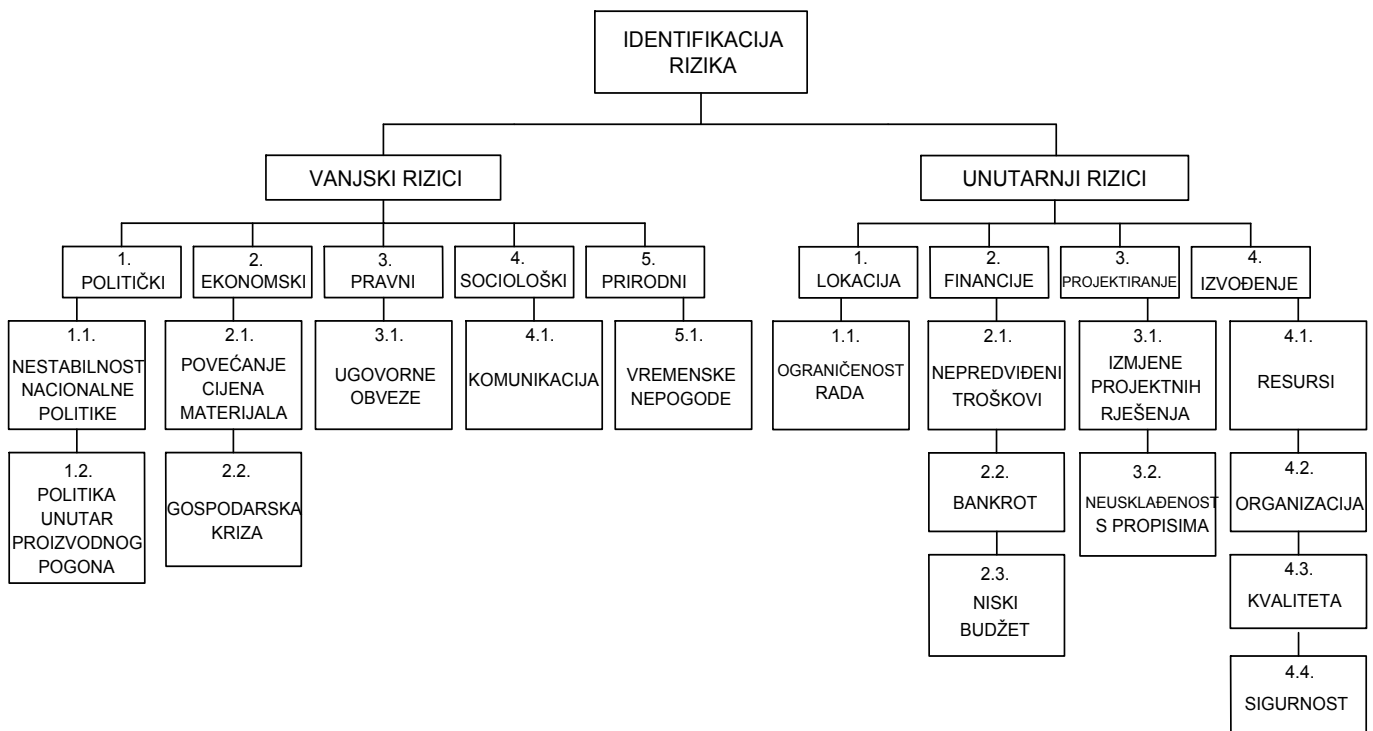 IDENTIFIKACIJA
RIZIKA
VANJSKI RIZICI
UNUTARNJI RIZICI
1.
POLITIČKI
2.
EKONOMSKI
3.
PRAVNI
4.
SOCIOLOŠKI
5.
PRIRODNI
1.
LOKACIJA
2.
FINANCIJE
3.
PROJEKTIRANJE
4.
IZVOĐENJE
1.1.
NESTABILNOST
NACIONALNE
POLITIKE
2.1.
POVEĆANJE
CIJENA
MATERIJALA
3.1.
UGOVORNE
OBVEZE
4.1.
KOMUNIKACIJA
5.1.
VREMENSKE
NEPOGODE
1.1.
OGRANIČENOST
RADA
2.1.
NEPREDVIĐENI
TROŠKOVI
3.1.
IZMJENE
PROJEKTNIH
RJEŠENJA
4.1.
RESURSI
1.2.
POLITIKA
UNUTAR
PROIZVODNOG
POGONA
2.2.
GOSPODARSKA
KRIZA
2.2.
BANKROT
3.2.
NEUSKLAĐENOST
S PROPISIMA
4.2.
ORGANIZACIJA
2.3.
NISKI
BUDŽET
4.3.
KVALITETA
4.4.
SIGURNOST